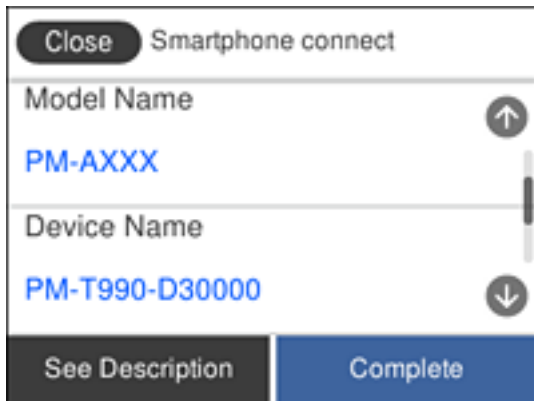 Close Smartphone connect
Model Name
PM-AXXX
Device Name
PM-T990-D30000
See Description Complete